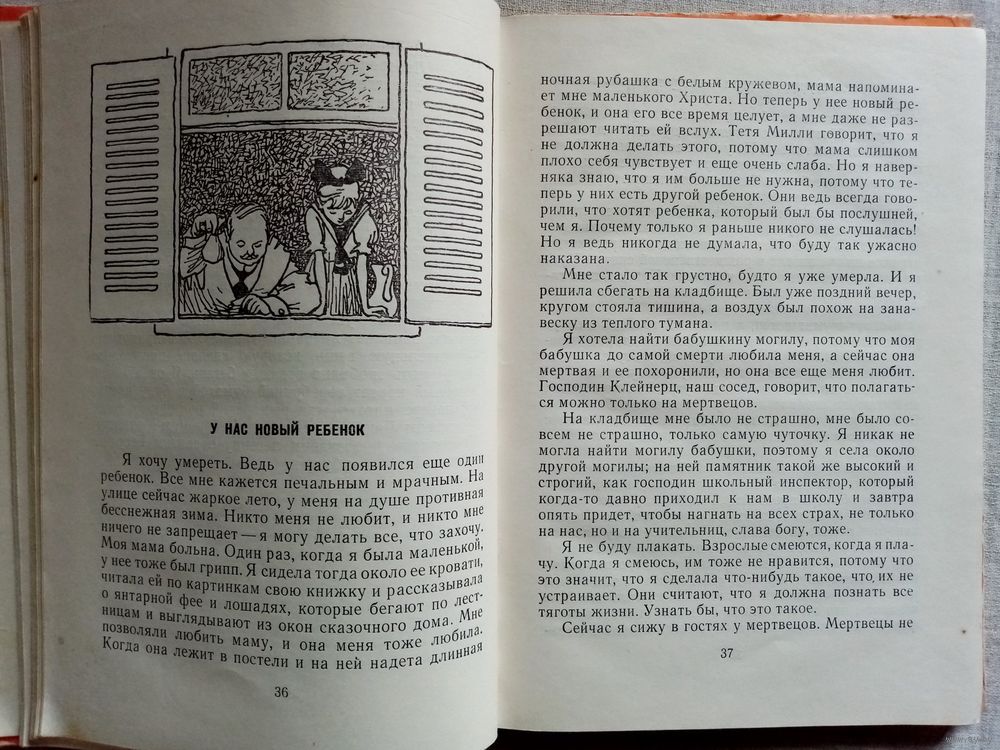 У НАС НОВЫЙ РЕБЕНОК
Я хочу умереть. Ведь у нас появился еще один
ребенок. Все мне кажется печальным и мрачным. На
улице сейчас жаркое лето, у меня на душе противная
бесснежная зима. Никто меня не любит, и никто мне
ничего не запрещает — я могу делать все, что захочу.
Моя мама больна. Один раз, когда я была маленькой,
у нее тоже был грипп. Я сидела тогда около ее кровати,
читала ей по картинкам свою книжку и рассказывала
о янтарной фее и лошадях, которые бегают по лест-
ницам и выглядывают из окон сказочного дома. Мне
позволяли любить маму, и она меня тоже любила.
Когда она лежит в постели и на ней надета длинная
36
ночная рубашка с белым кружевом, мама напомина-
ет мне маленького Христа. Но теперь у нее новый ре-
бенок, и она его все время целует, а мне даже не раз-
решают читать ей вслух. Тетя Милли говорит, что я
не должна делать этого, потому что мама слишком
плохо себя чувствует и еще очень слаба. Но я навер-
няка знаю, что я им больше не нужна, потому что те-
перь у них есть другой ребенок. Они ведь всегда гово-
рили, что хотят ребенка, который был бы послушней,
чем я. Почему только я раньше никого не слушалась!
Но я ведь никогда не думала, что буду так ужасно
наказана.
Мне стало так грустно, будто я уже умерла. И я
решила сбегать на кладбище. Был уже поздний вечер,
кругом стояла тишина, а воздух был похож на зана-
веску из теплого тумана.
Я хотела найти бабушкину могилу, потому что моя
бабушка до самой смерти любила меня, а сейчас она
мертвая и ее похоронили, но она все еще меня любит.
Господин Клейнерц, наш сосед, говорит, что полагать-
ся можно только на мертвецов.
На кладбище мне было не страшно, мне было со-
всем не страшно, только самую чуточку. Я никак не
могла найти могилу бабушки, поэтому я села около
другой могилы; на ней памятник такой же высокий и
строгий, как господин школьный инспектор, который
когда-то давно приходил к нам в школу и завтра
опять придет, чтобы нагнать на всех страх, не только
на нас, но и на учительниц, слава богу, тоже.
Я не буду плакать. Взрослые смеются, когда я пла-
чу. Когда я смеюсь, им тоже не нравится, потому что
это значит, что я сделала что-нибудь такое, что их не
устраивает. Они считают, что я должна познать все
тяготы жизни. Узнать бы, что это такое.
Сейчас я сижу в гостях у мертвецов. Мертвецы не
37